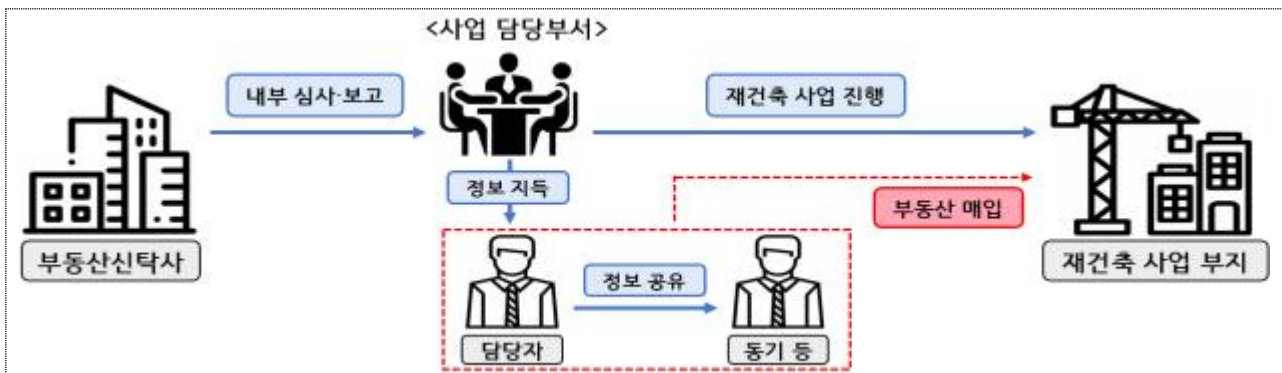 <사업 담당부서>
내부 심사·보고
재건축 사업 진행
정보 지득
부동산 매입
부동산신탁사
재건축 사업 부지
정보 공유
담당자
동기 등